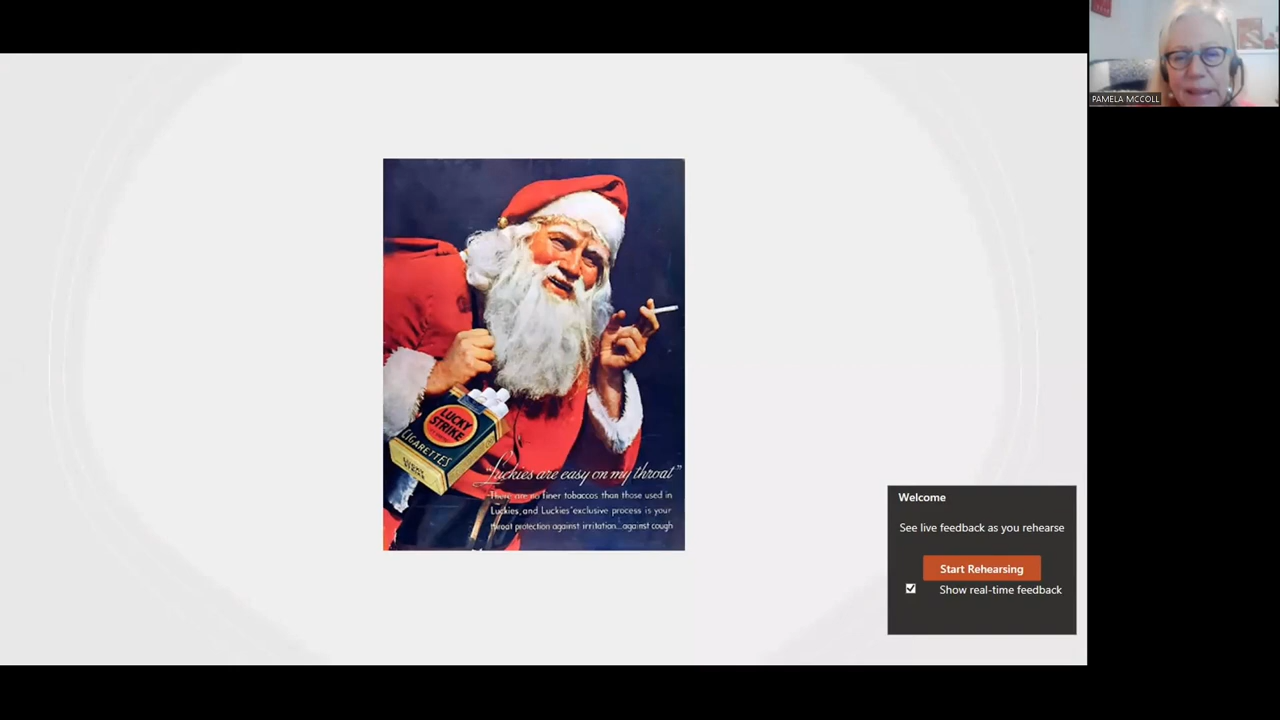 PAMELA MCCOLL
LUCKY
STRIKE
CIGARETTES
LUCKY
STRIKE
"Luckies are easy on my throat"
There are no finer tobaccos than those used in
Luckies, and Luckies' exclusive process is your
throat protection against irritation...against cough
Welcome
See live feedback as you rehearse
Start Rehearsing
Show real-time feedback